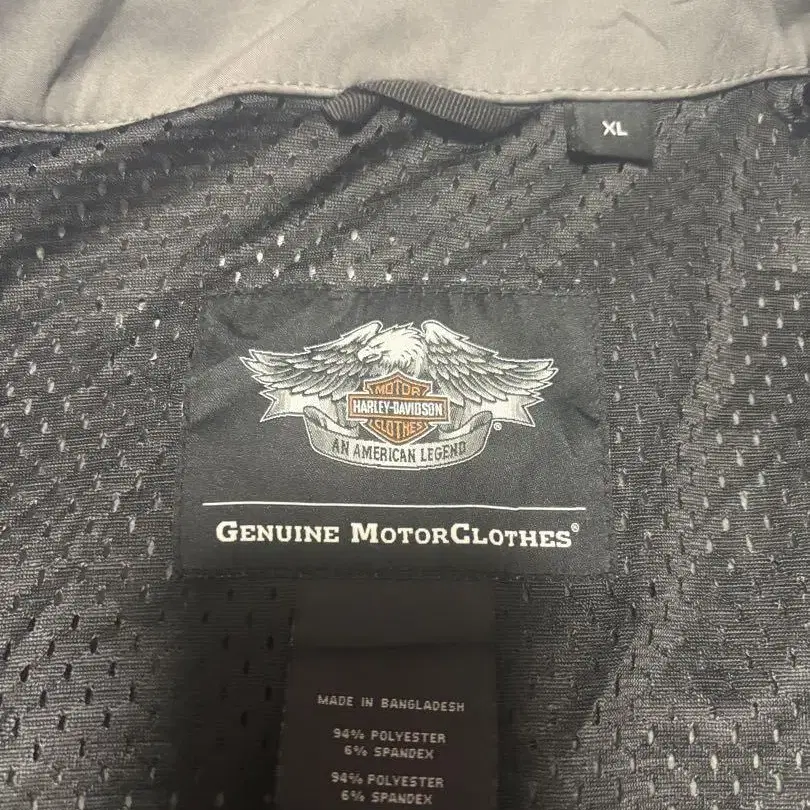 XL
MOTOR
HARLEY-DAVIDSON
CLOTHES
®
AN AMERICAN LEGEND
GENUINE MOTORCLOTHES®
MADE IN BANGLADESH
94% POLYESTER
6% SPANDEX
94% POLYESTER
6% SPANDEX